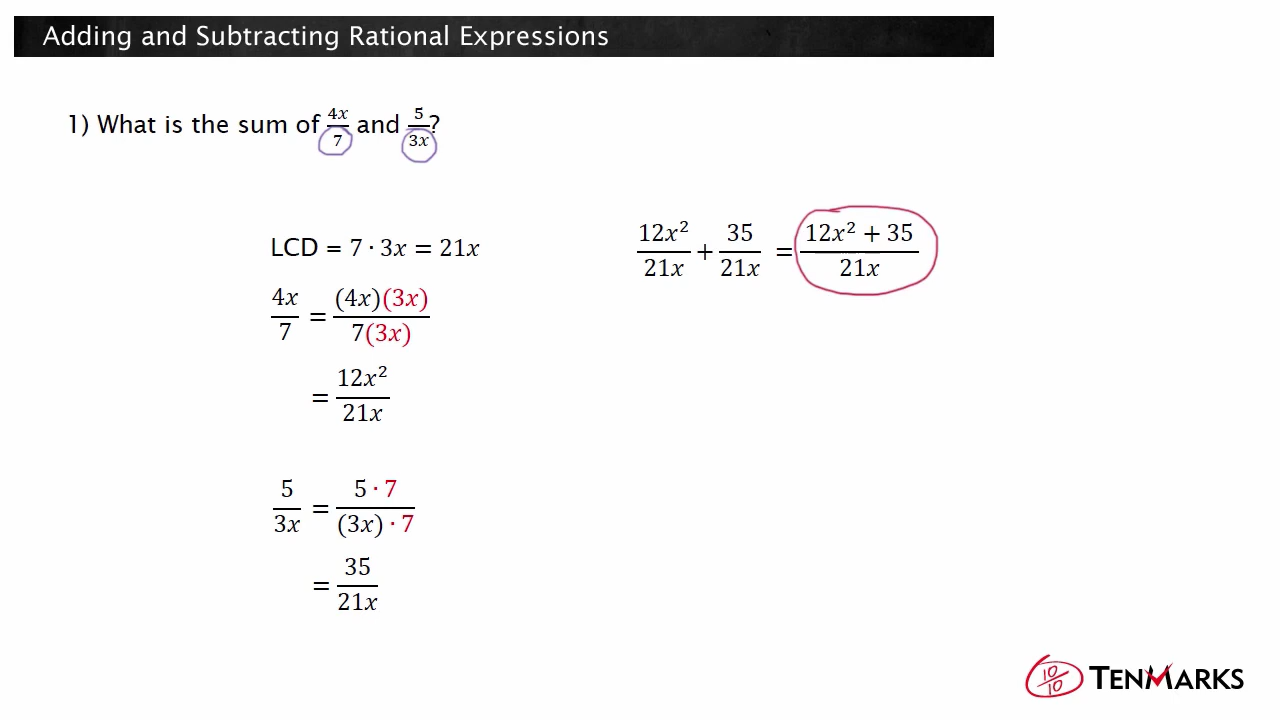 Adding and Subtracting Rational Expressions
1) What is the sum of 4x/7 and 5/3x?
LCD = 7 · 3x = 21x
4x/7 = (4x)(3x)/7(3x)
= 12x²/21x
5/3x = 5 · 7/(3x) · 7
= 35/21x
12x²/21x + 35/21x = 12x² + 35/21x
10/10 TENMARKS